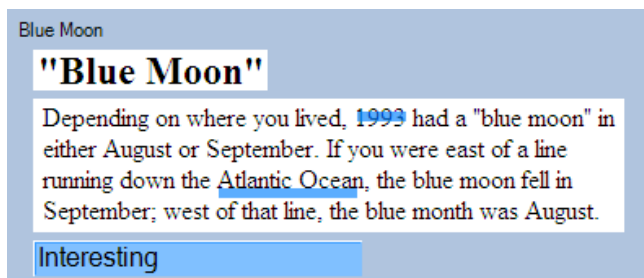 Blue Moon
"Blue Moon"
Depending on where you lived, 1993 had a "blue moon" in
either August or September. If you were east of a line
running down the Atlantic Ocean, the blue moon fell in
September; west of that line, the blue month was August.
Interesting